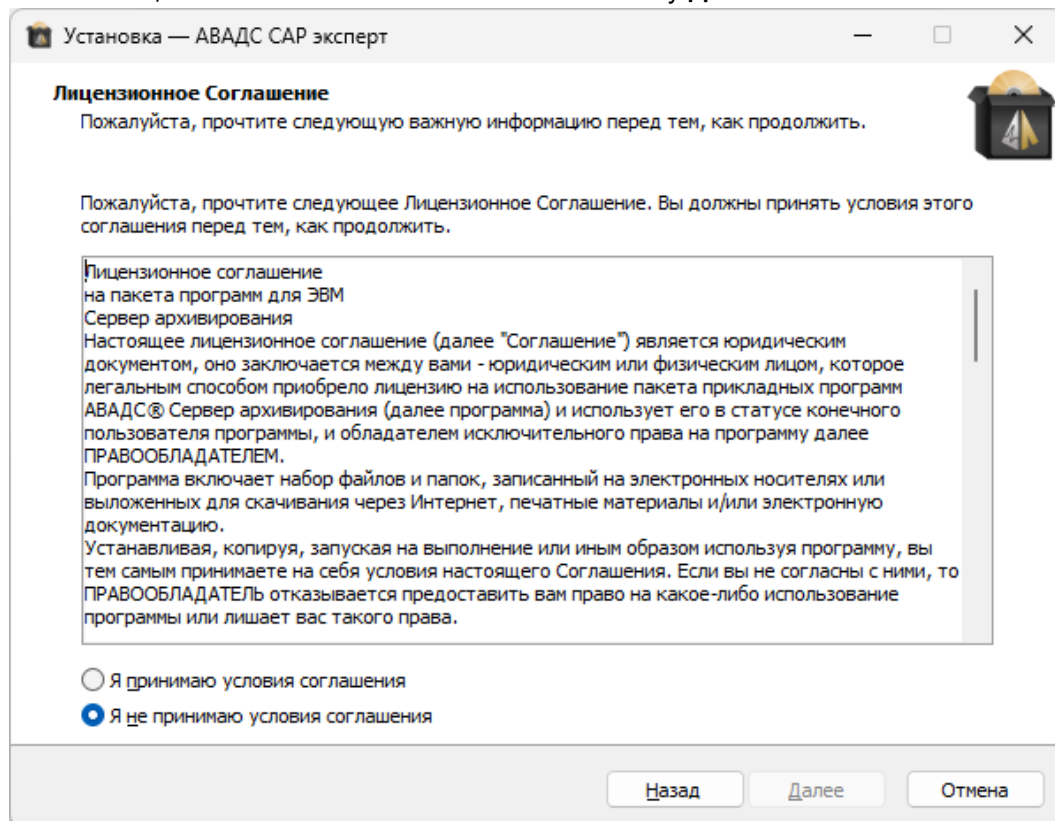 Установка — АВАДС САР эксперт
Лицензионное Соглашение
Пожалуйста, прочтите следующую важную информацию перед тем, как продолжить.
Пожалуйста, прочтите следующее Лицензионное Соглашение. Вы должны принять условия этого
соглашения перед тем, как продолжить.
Лицензионное соглашение
на пакета программ для ЭВМ
Сервер архивирования
Настоящее лицензионное соглашение (далее "Соглашение") является юридическим
документом, оно заключается между вами - юридическим или физическим лицом, которое
легальным способом приобрело лицензию на использование пакета прикладных программ
АВАДС® Сервер архивирования (далее программа) и использует его в статусе конечного
пользователя программы, и обладателем исключительного права на программу далее
ПРАВООБЛАДАТЕЛЕМ.
Программа включает набор файлов и папок, записанный на электронных носителях или
выложенных для скачивания через Интернет, печатные материалы и/или электронную
документацию.
Устанавливая, копируя, запуская на выполнение или иным образом используя программу, вы
тем самым принимаете на себя условия настоящего Соглашения. Если вы не согласны с ними, то
ПРАВООБЛАДАТЕЛЬ отказывается предоставить вам право на какое-либо использование
программы или лишает вас такого права.
Я принимаю условия соглашения
Я не принимаю условия соглашения
Назад Далее Отмена